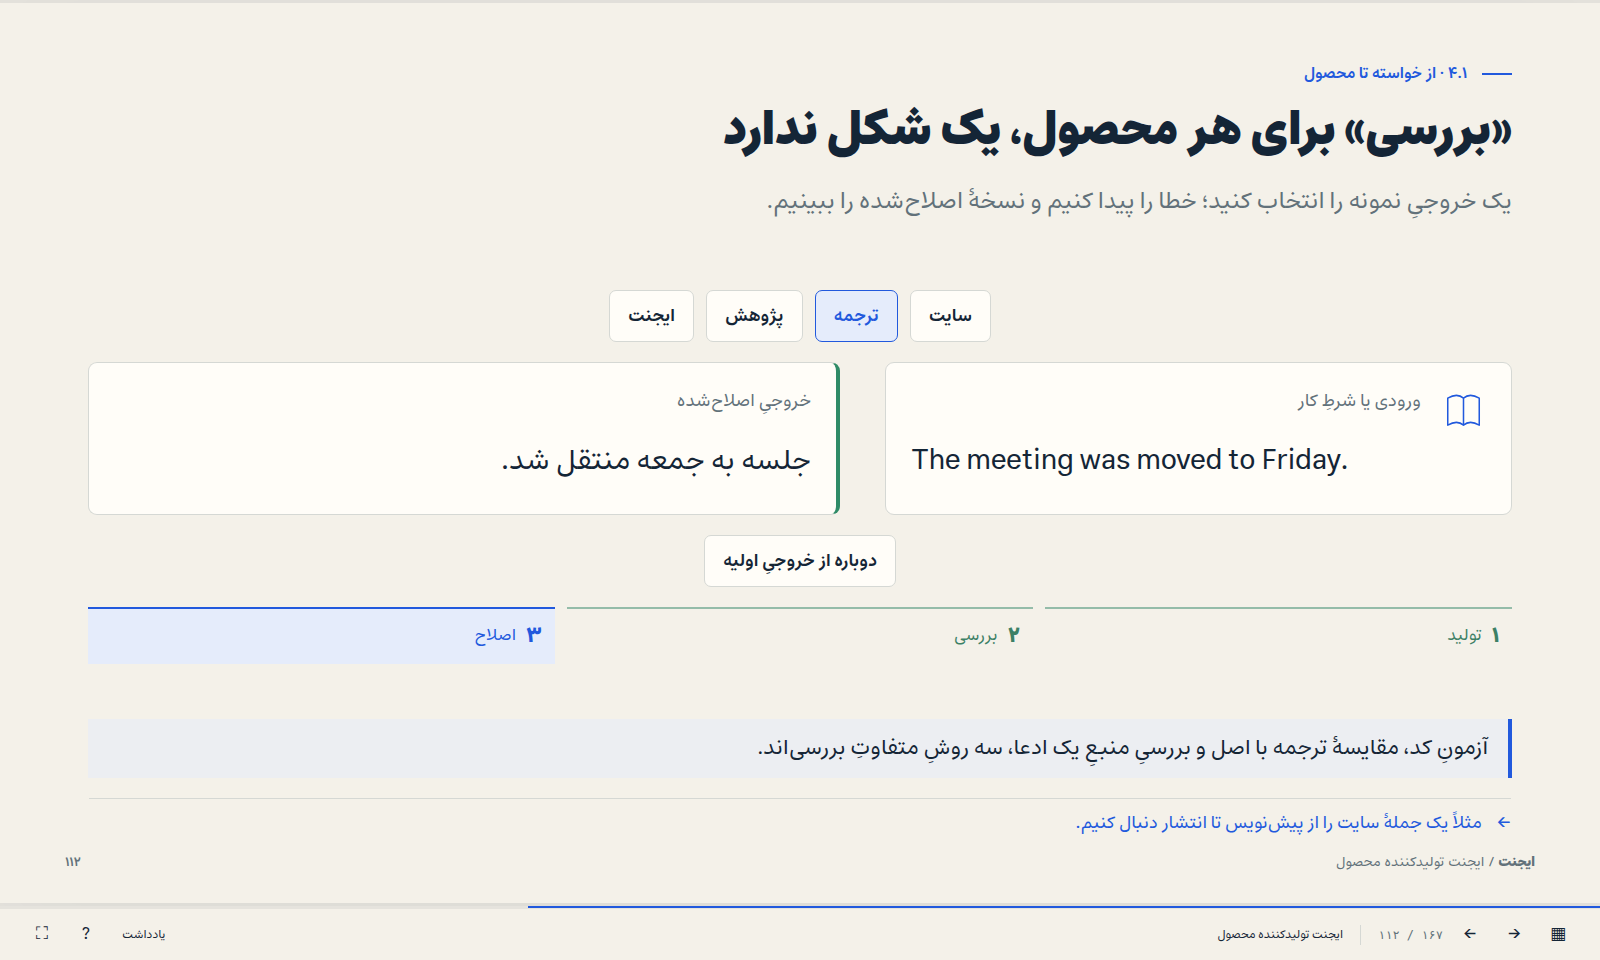 ۴.۱ · از خواسته تا محصول
«بررسی» برای هر محصول، یک شکل ندارد
یک خروجیِ نمونه را انتخاب کنید؛ خطا را پیدا کنیم و نسخهٔ اصلاح‌شده را ببینیم.
سایت
ترجمه
پژوهش
ایجنت
ورودی یا شرطِ کار
The meeting was moved to Friday.
خروجیِ اصلاح‌شده
جلسه به جمعه منتقل شد.
دوباره از خروجیِ اولیه
۱ تولید
۲ بررسی
۳ اصلاح
آزمونِ کد، مقایسهٔ ترجمه با اصل و بررسیِ منبعِ یک ادعا، سه روشِ متفاوتِ بررسی‌اند.
← مثلاً یک جملهٔ سایت را از پیش‌نویس تا انتشار دنبال کنیم.
ایجنت / ایجنت تولیدکننده محصول
۱۱۲
۱۱۲ / ۱۶۷
ایجنت تولیدکننده محصول
یادداشت
?